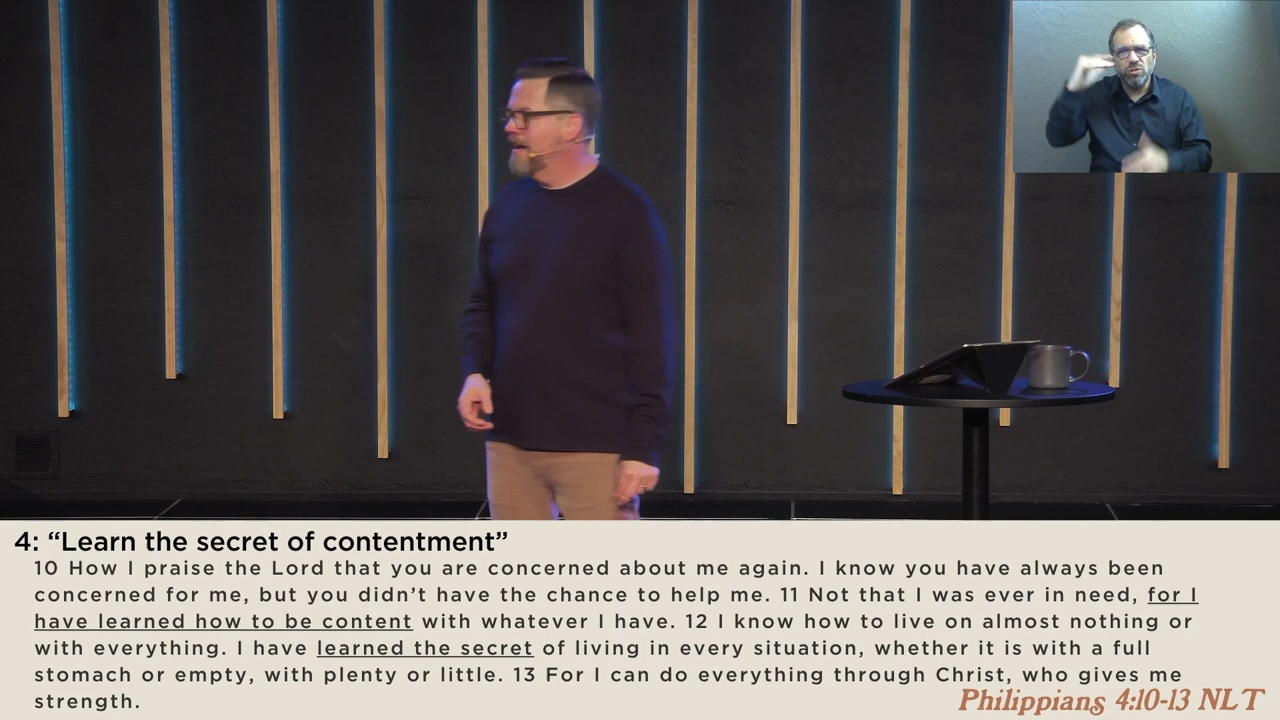 4: “Learn the secret of contentment”
10 How I praise the Lord that you are concerned about me again. I know you have always been
concerned for me, but you didn’t have the chance to help me. 11 Not that I was ever in need, for I
have learned how to be content with whatever I have. 12 I know how to live on almost nothing or
with everything. I have learned the secret of living in every situation, whether it is with a full
stomach or empty, with plenty or little. 13 For I can do everything through Christ, who gives me
strength.
Philippians 4:10-13 NLT